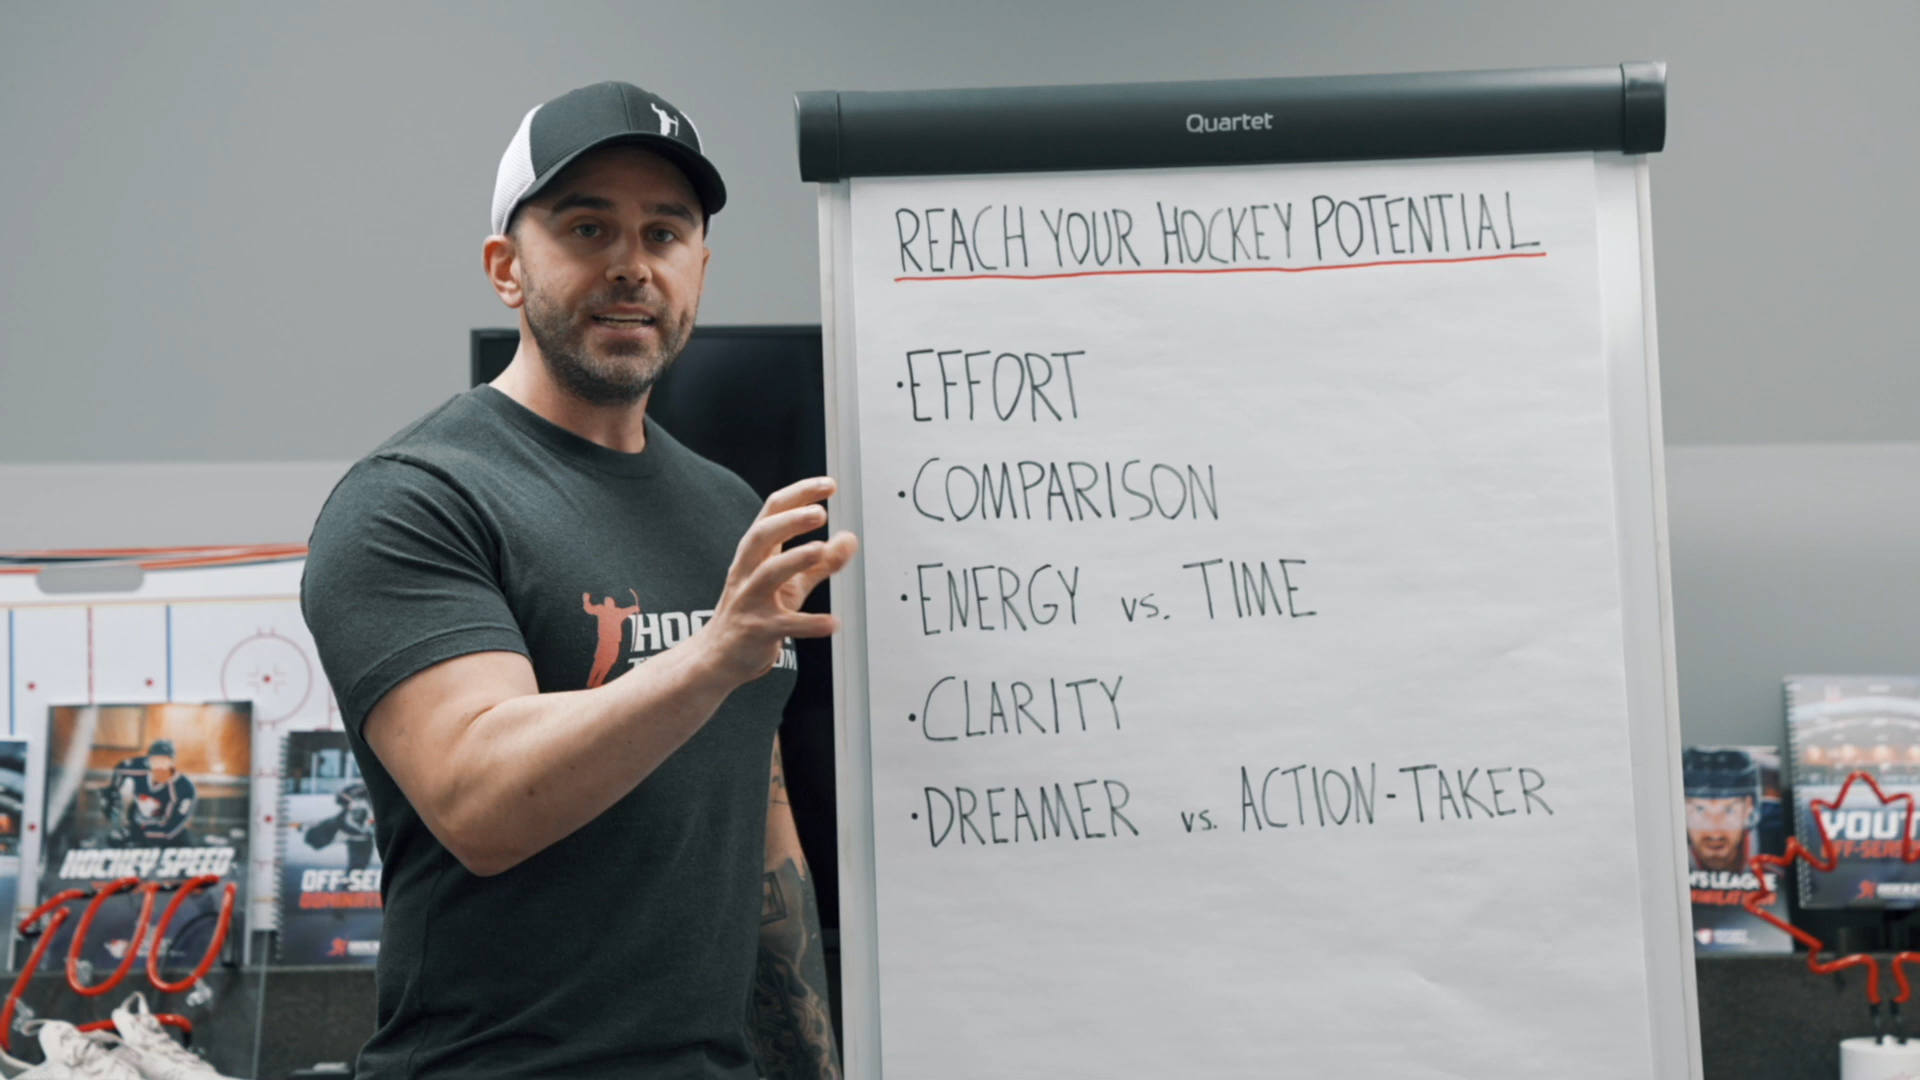 Quartet
REACH YOUR HOCKEY POTENTIAL
·EFFORT
·COMPARISON
·ENERGY vs. TIME
·CLARITY
·DREAMER vs. ACTION-TAKER
HOCKEY SPEED